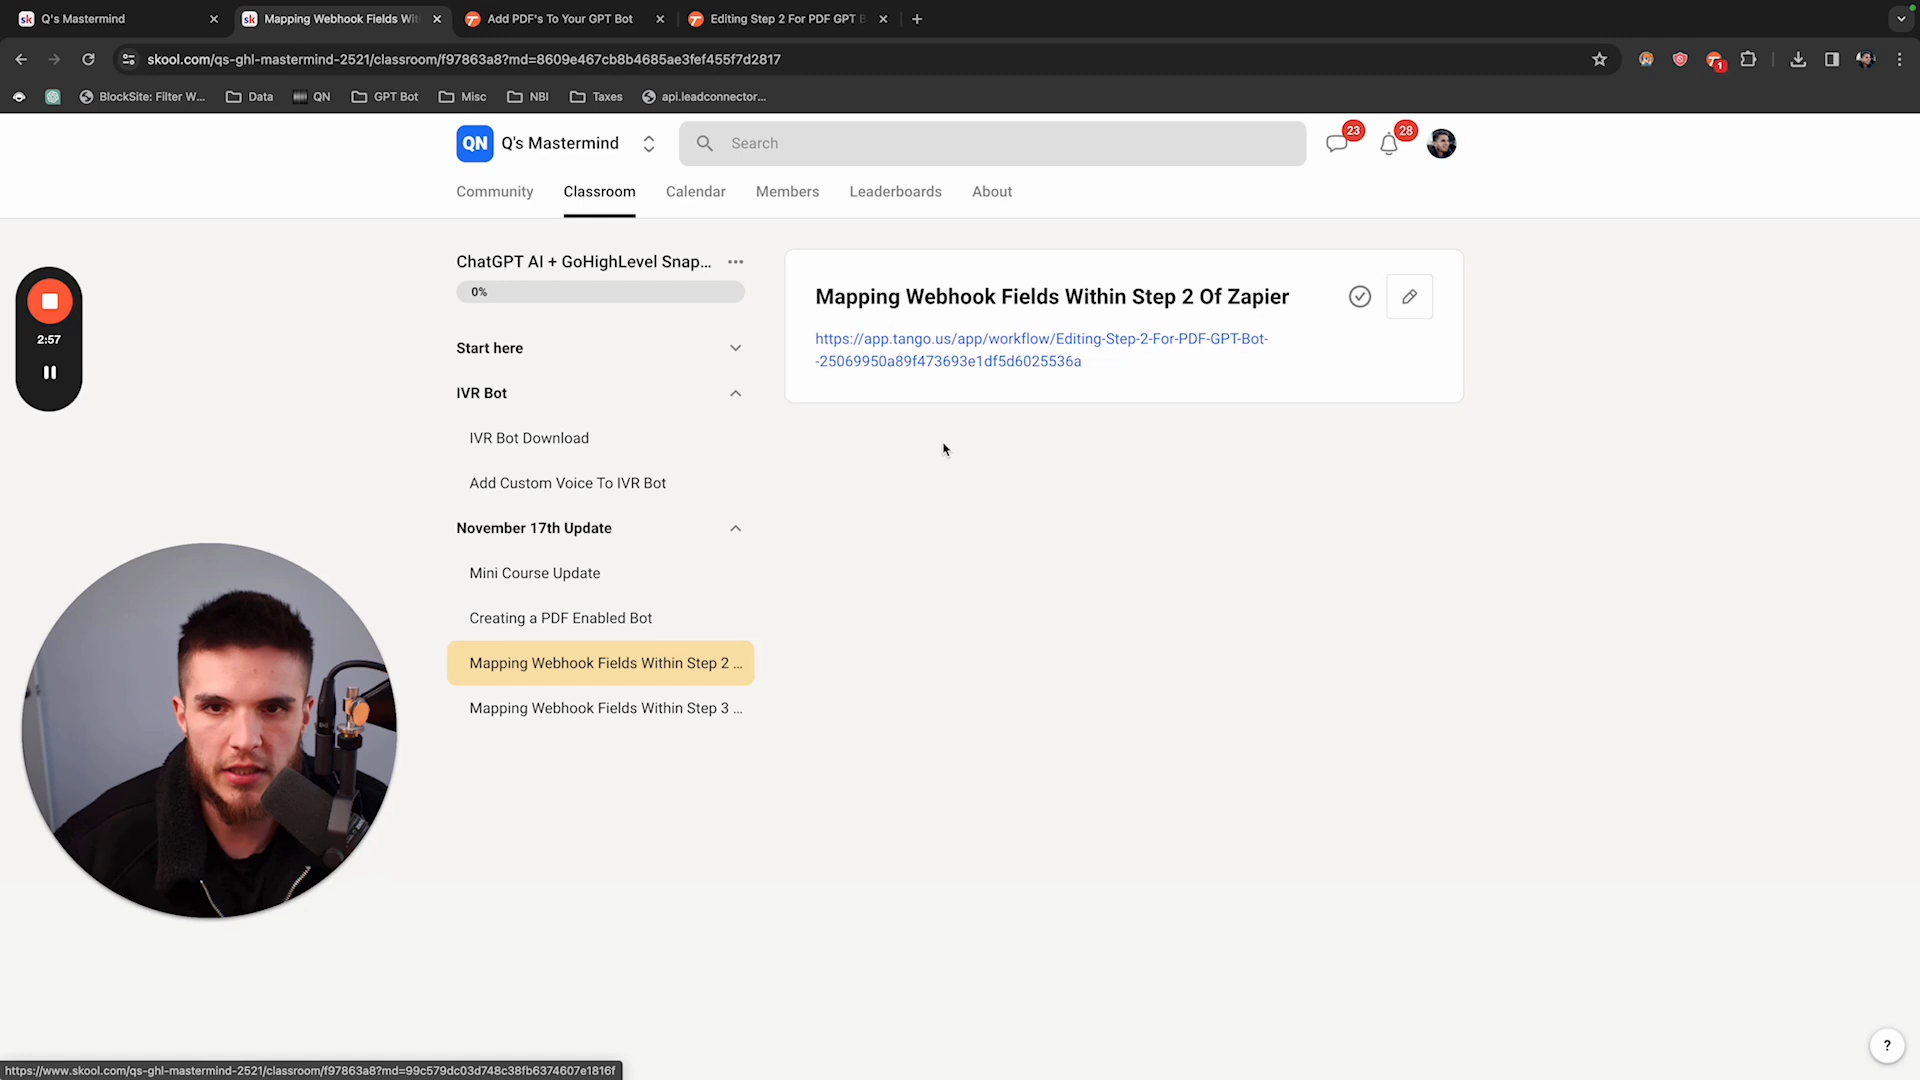 sk Q's Mastermind
sk Mapping Webhook Fields Wit
Add PDF's To Your GPT Bot
Editing Step 2 For PDF GPT B
skool.com/qs-ghl-mastermind-2521/classroom/f97863a8?md=8609e467cb8b4685ae3fef455f7d2817
1
BlockSite: Filter W...
Data
QN
GPT Bot
Misc
NBI
Taxes
api.leadconnector...
QN Q's Mastermind
Search
23
28
Community
Classroom
Calendar
Members
Leaderboards
About
ChatGPT AI + GoHighLevel Snap...
0%
Start here
IVR Bot
IVR Bot Download
Add Custom Voice To IVR Bot
November 17th Update
Mini Course Update
Creating a PDF Enabled Bot
Mapping Webhook Fields Within Step 2 ...
Mapping Webhook Fields Within Step 3 ...
Mapping Webhook Fields Within Step 2 Of Zapier
https://app.tango.us/app/workflow/Editing-Step-2-For-PDF-GPT-Bot-
-25069950a89f473693e1df5d6025536a
2:57
?
https://www.skool.com/qs-ghl-mastermind-2521/classroom/f97863a8?md=99c579dc03d748c38fb6374607e1816f